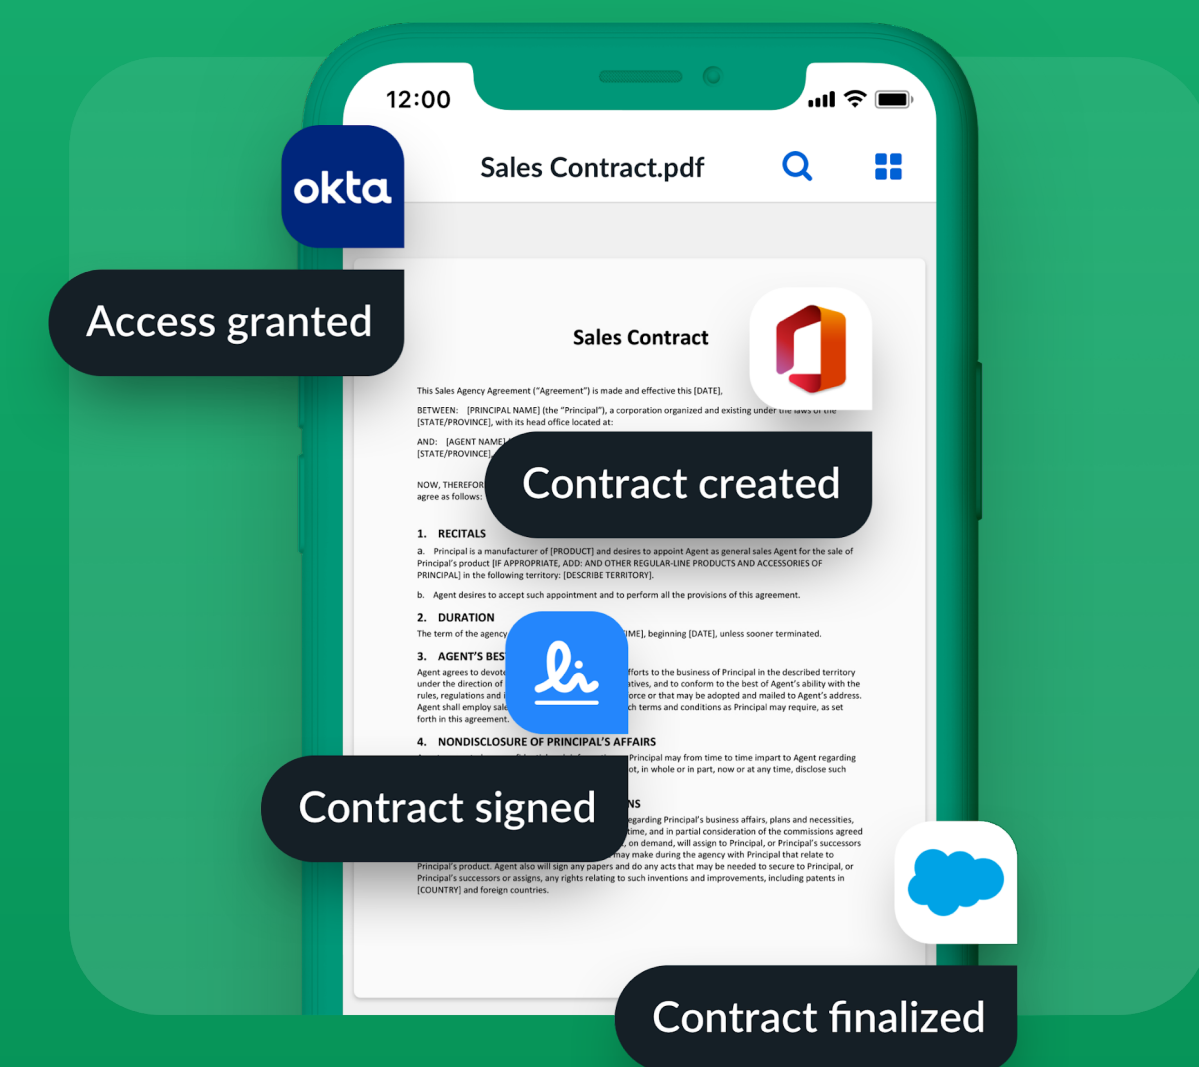 12:00
Sales Contract.pdf
okta
Access granted
Sales Contract
This Sales Agency Agreement (“Agreement”) is made and effective this [DATE],
BETWEEN: [PRINCIPAL NAME] (the “Principal”), a corporation organized and existing under the laws of the
[STATE/PROVINCE], with its head office located at:
AND: [AGENT NAME]
[STATE/PROVINCE],
Contract created
NOW, THEREFOR
agree as follows:
1. RECITALS
a. Principal is a manufacturer of [PRODUCT] and desires to appoint Agent as general sales Agent for the sale of
Principal’s product [IF APPROPRIATE, ADD: AND OTHER REGULAR-LINE PRODUCTS AND ACCESSORIES OF
PRINCIPAL] in the following territory: [DESCRIBE TERRITORY].
b. Agent desires to accept such appointment and to perform all the provisions of this agreement.
2. DURATION
The term of the agency IME], beginning [DATE], unless sooner terminated.
3. AGENT’S BES
Agent agrees to devote fforts to the business of Principal in the described territory
under the direction of atives, and to conform to the best of Agent’s ability with the
rules, regulations and orce or that may be adopted and mailed to Agent’s address.
Agent shall employ sale ch terms and conditions as Principal may require, as set
forth in this agreement.
li
4. NONDISCLOSURE OF PRINCIPAL’S AFFAIRS
Principal may from time to time impart to Agent regarding
ot, in whole or in part, now or at any time, disclose such
Contract signed
NS
egarding Principal’s business affairs, plans and necessities,
time, and in partial consideration of the commissions agreed
, on demand, will assign to Principal, or Principal’s successors
may make during the agency with Principal that relate to
Principal’s product. Agent also will sign any papers and do any acts that may be needed to secure to Principal, or
Principal’s successors or assigns, any rights relating to such inventions and improvements, including patents in
[COUNTRY] and foreign countries.
Contract finalized